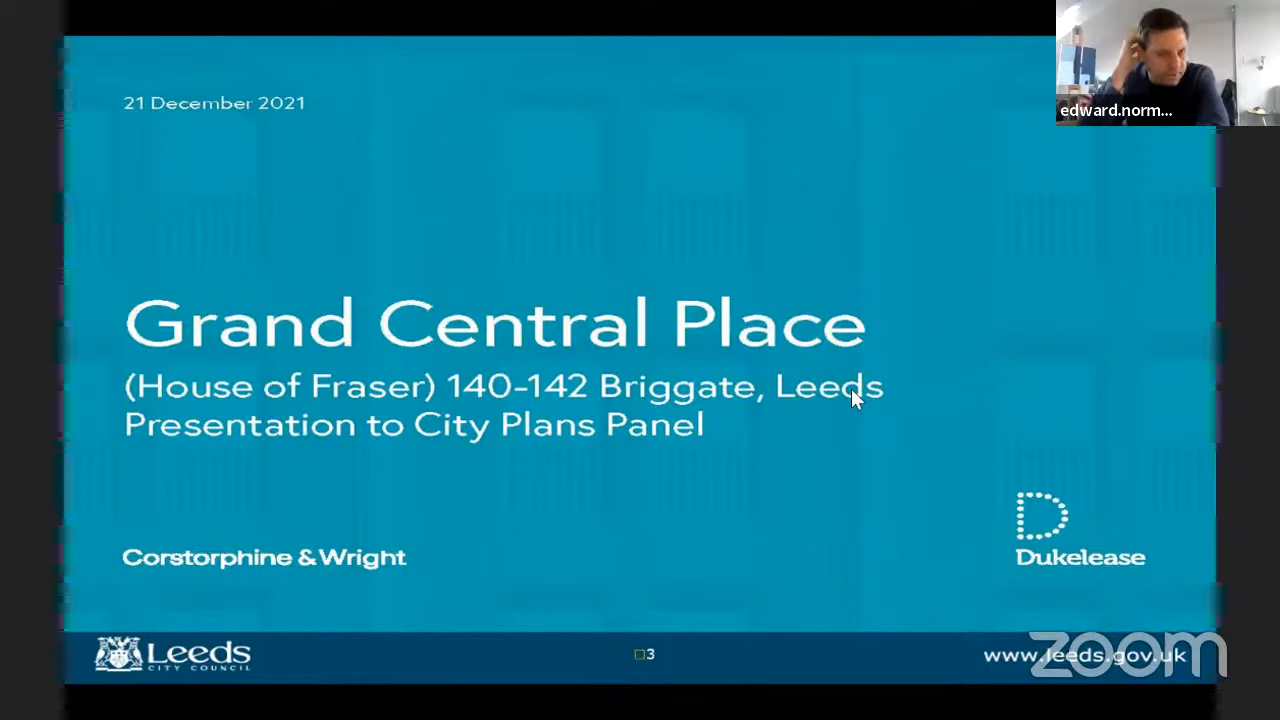 edward.norm...
21 December 2021
Grand Central Place
(House of Fraser) 140-142 Briggate, Leeds
Presentation to City Plans Panel
Corstorphine & Wright
D
Dukelease
Leeds
CITY COUNCIL
3
www.leeds.gov.uk
zoom